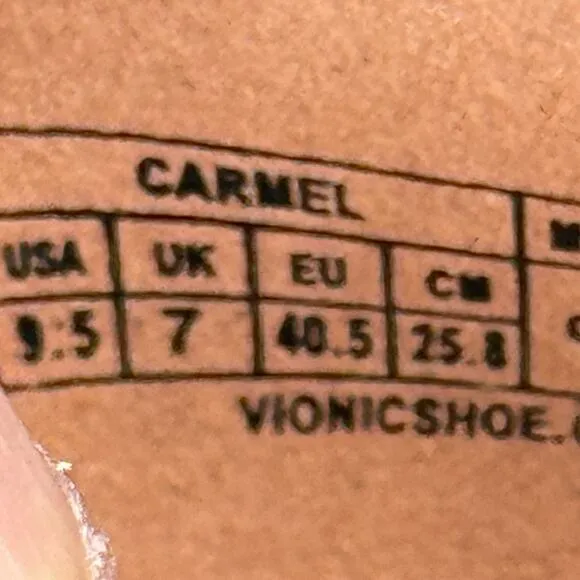 CARMEL
USA UK EU CM
9.5 7 40.5 25.8
VIONICSHOE.